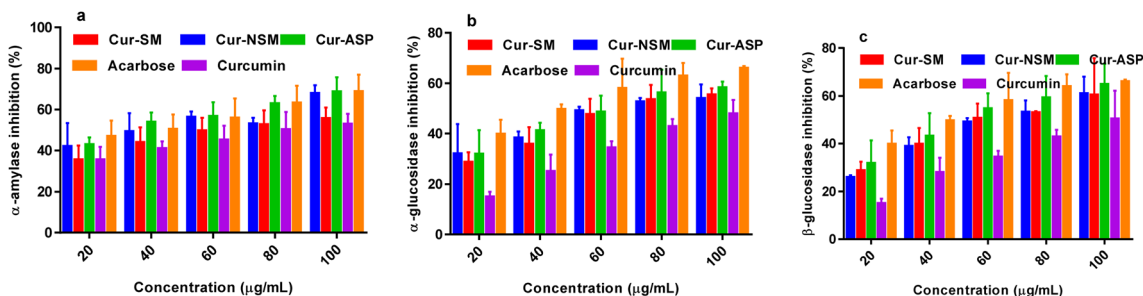 a
α-amylase inhibition (%)
100
80
60
40
20
0
Cur-SM
Cur-NSM
Cur-ASP
Acarbose
Curcumin
20
40
60
80
100
Concentration (μg/mL)
b
α-glucosidase inhibition (%)
80
60
40
20
0
Cur-SM
Cur-NSM
Cur-ASP
Acarbose
Curcumin
20
40
60
80
100
Concentration (μg/mL)
c
β-glucosidase inhibition (%)
80
60
40
20
0
Cur-SM
Cur-NSM
Cur-ASP
Acarbose
Curcumin
20
40
60
80
100
Concentration (μg/mL)